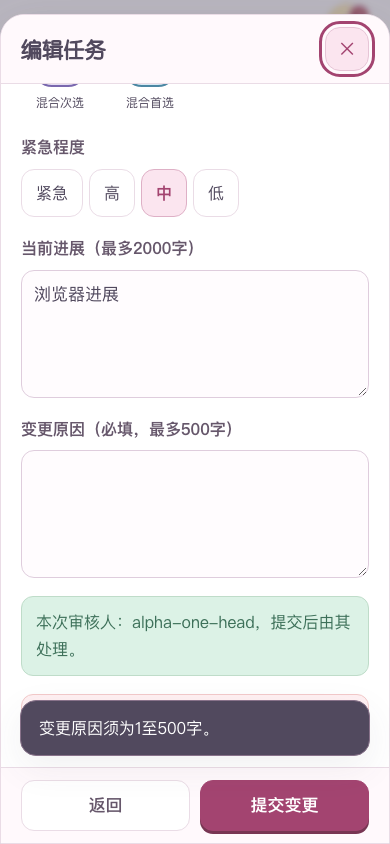 编辑任务
混合次选
混合首选
紧急程度
紧急
高
中
低
当前进展（最多2000字）
浏览器进展
变更原因（必填，最多500字）
本次审核人：alpha-one-head，提交后由其
处理。
变更原因须为1至500字。
返回
提交变更